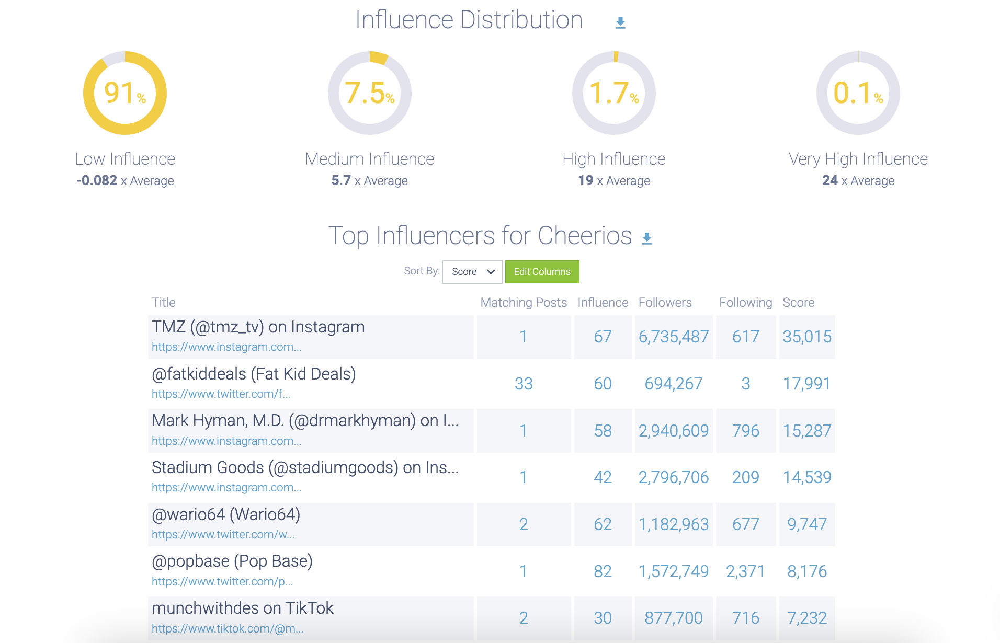 Influence Distribution
91%
7.5%
1.7%
0.1%
Low Influence
Medium Influence
High Influence
Very High Influence
-0.082 x Average
5.7 x Average
19 x Average
24 x Average
Top Influencers for Cheerios
Sort By: Score Edit Columns
Title Matching Posts Influence Followers Following Score
TMZ (@tmz_tv) on Instagram
https://www.instagram.com...
1 67 6,735,487 617 35,015
@fatkiddeals (Fat Kid Deals)
https://www.twitter.com/f...
33 60 694,267 3 17,991
Mark Hyman, M.D. (@drmarkhyman) on I...
https://www.instagram.com...
1 58 2,940,609 796 15,287
Stadium Goods (@stadiumgoods) on Ins...
https://www.instagram.com...
1 42 2,796,706 209 14,539
@wario64 (Wario64)
https://www.twitter.com/w...
2 62 1,182,963 677 9,747
@popbase (Pop Base)
https://www.twitter.com/p...
1 82 1,572,749 2,371 8,176
munchwithdes on TikTok
https://www.tiktok.com/@m...
2 30 877,700 716 7,232